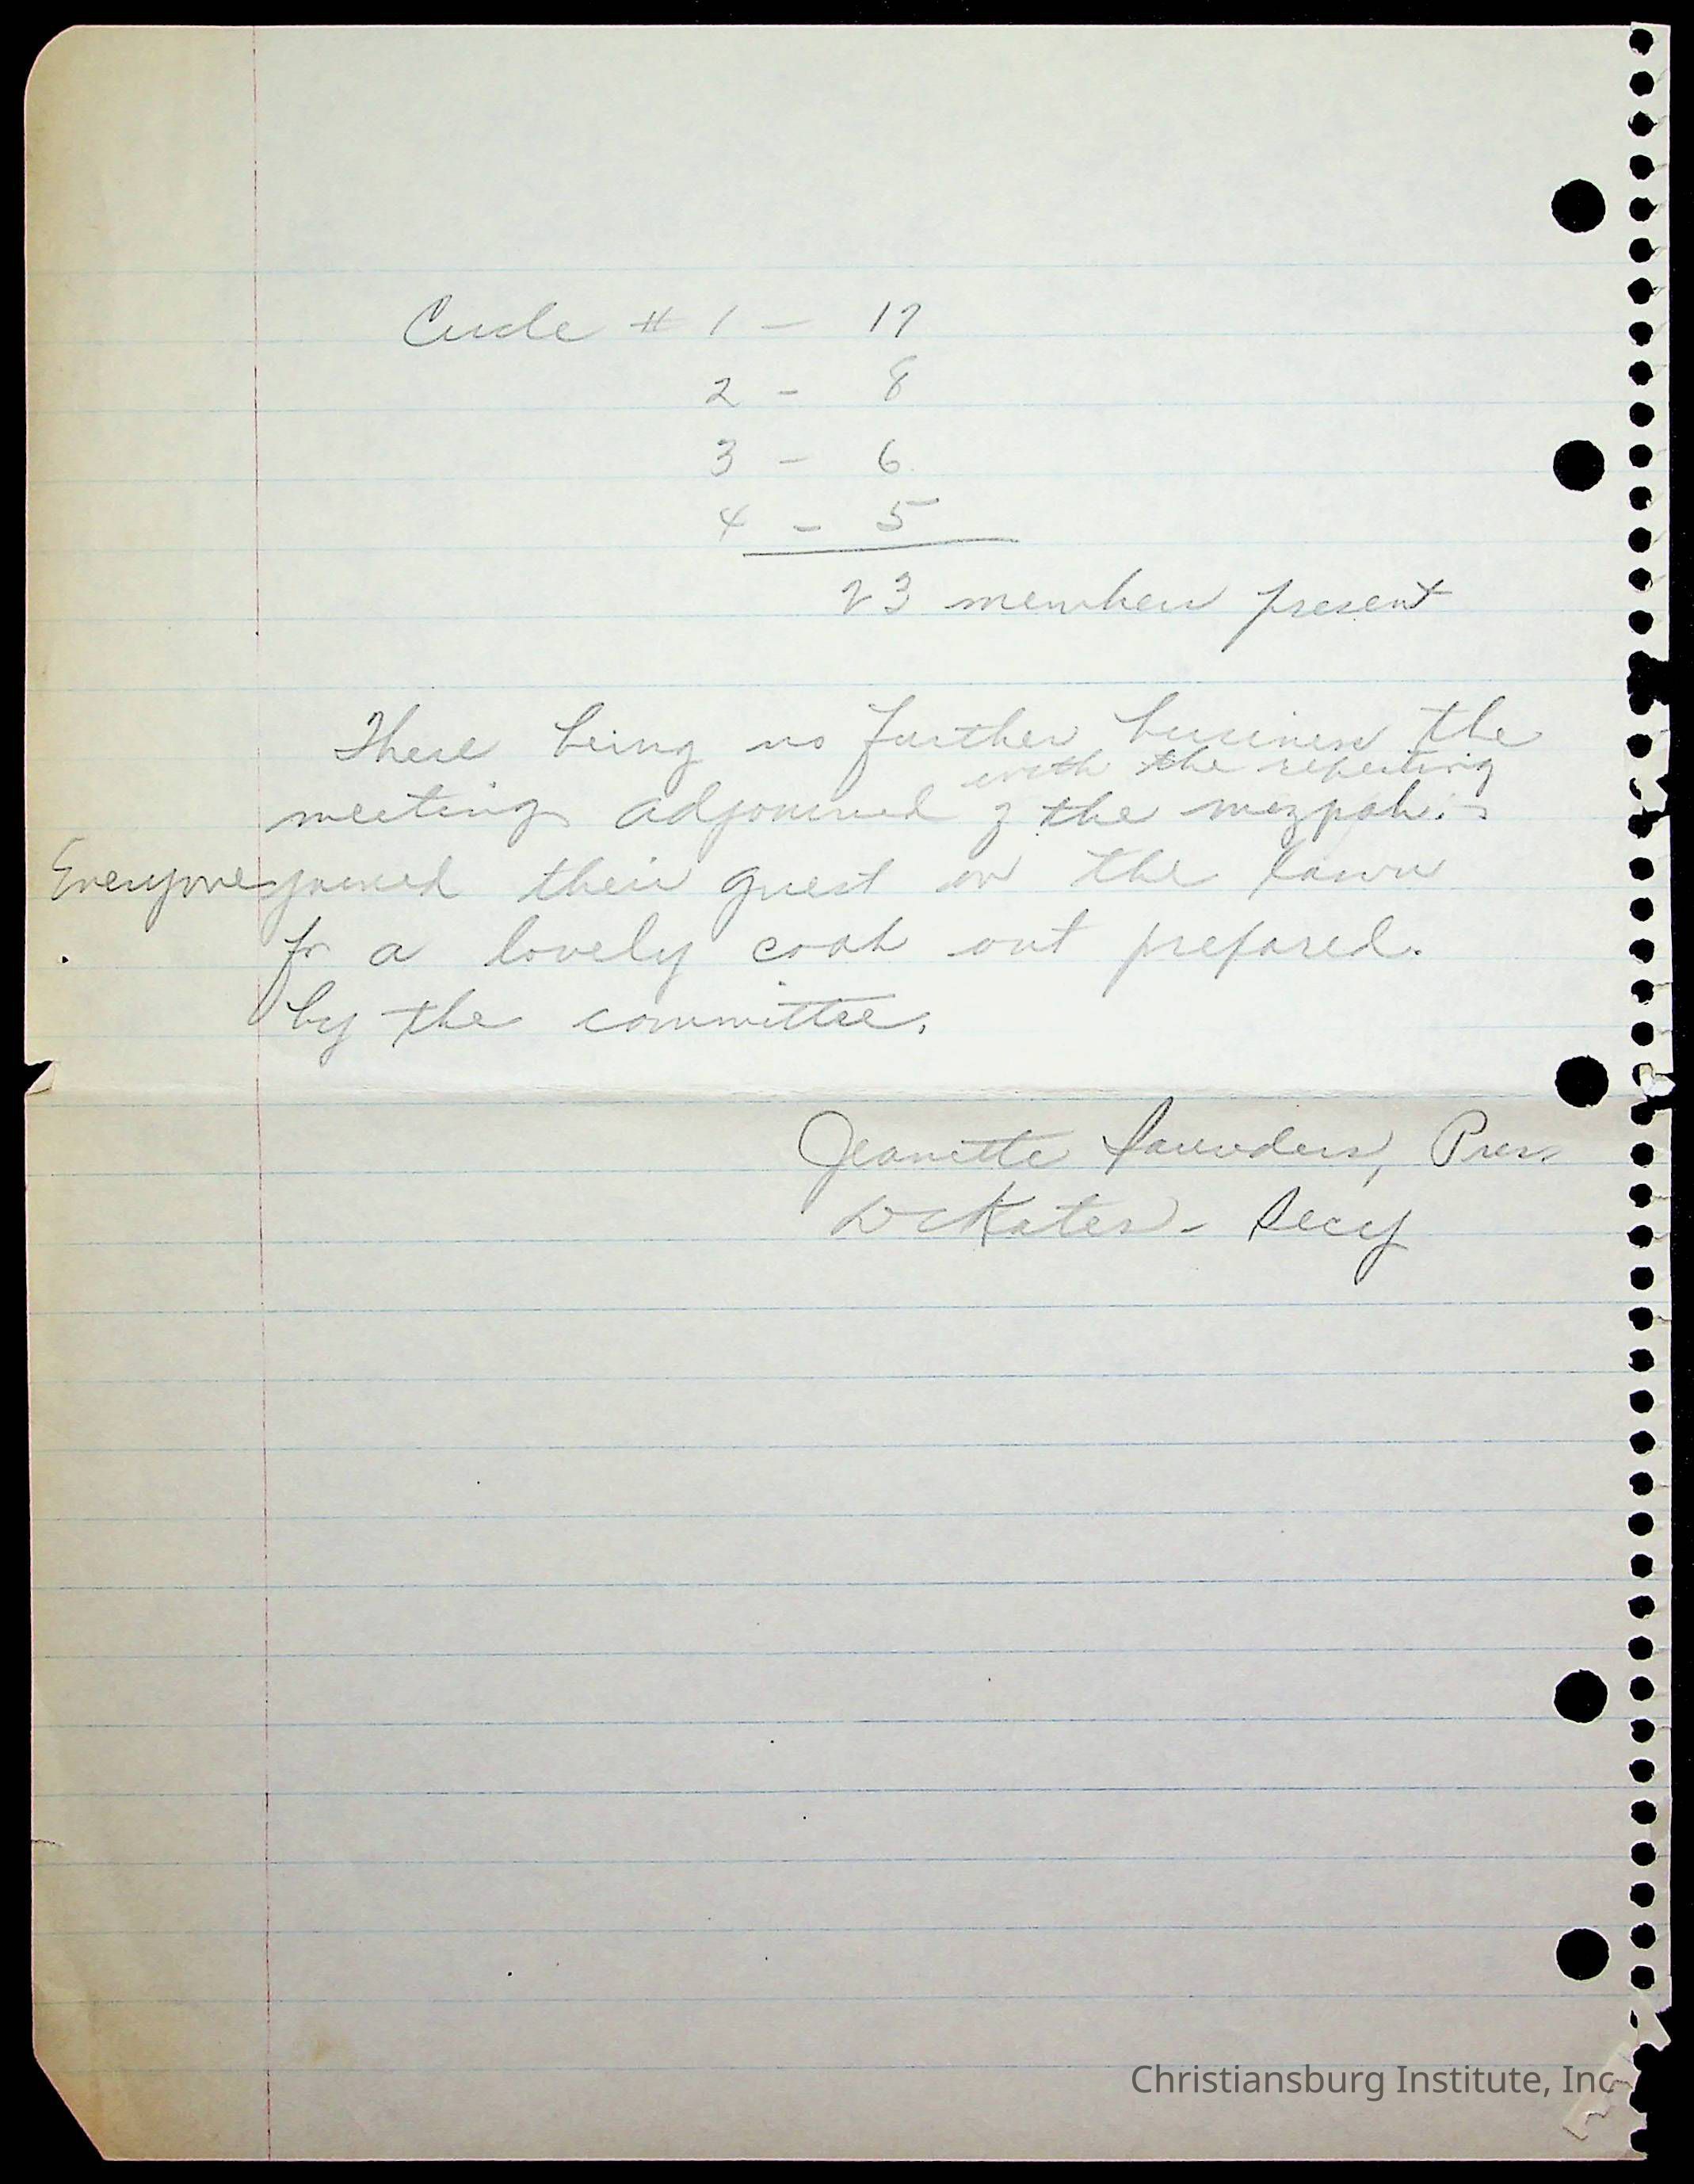 Circle # 1 - 17
2 - 8
3 - 6
4 - 5
23 members present
There being no further business the
with the repeating
meeting adjourned of the mezpah.
Everyone joined their guest on the lawn
for a lovely cook out prepared.
by the committee.
Jeanette Saunders, Pres
Kates - Secy
Christiansburg Institute, Inc